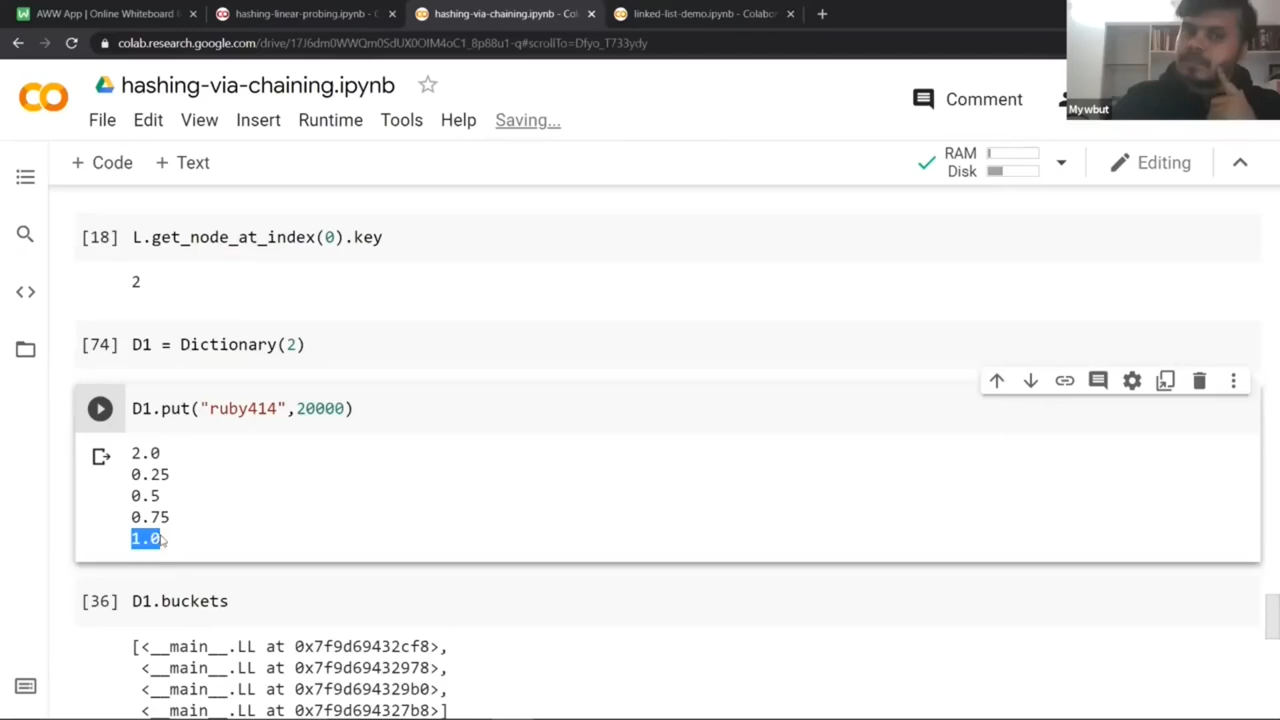 AWW App | Online Whiteboard
hashing-linear-probing.ipynb - C
hashing-via-chaining.ipynb - Col
linked-list-demo.ipynb - Colabor
colab.research.google.com/drive/17J6dm0WWQm0SdUX0OIM4oC1_8p88u1-q#scrollTo=Dfyo_T733ydy
Mywbut
CO hashing-via-chaining.ipynb
Comment
File Edit View Insert Runtime Tools Help Saving...
+ Code + Text
RAM
Disk
Editing
[18] L.get_node_at_index(0).key
2
[74] D1 = Dictionary(2)
D1.put("ruby414",20000)
2.0
0.25
0.5
0.75
1.0
[36] D1.buckets
[<__main__.LL at 0x7f9d69432cf8>,
<__main__.LL at 0x7f9d69432978>,
<__main__.LL at 0x7f9d694329b0>,
<__main__.LL at 0x7f9d694327b8>]